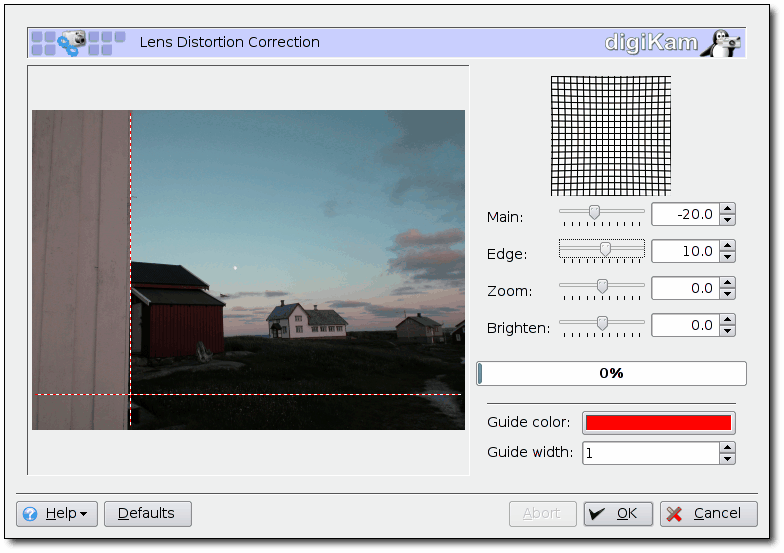 Lens Distortion Correction
digiKam
Main: -20.0
Edge: 10.0
Zoom: 0.0
Brighten: 0.0
0%
Guide color:
Guide width: 1
Help
Defaults
Abort
OK
Cancel